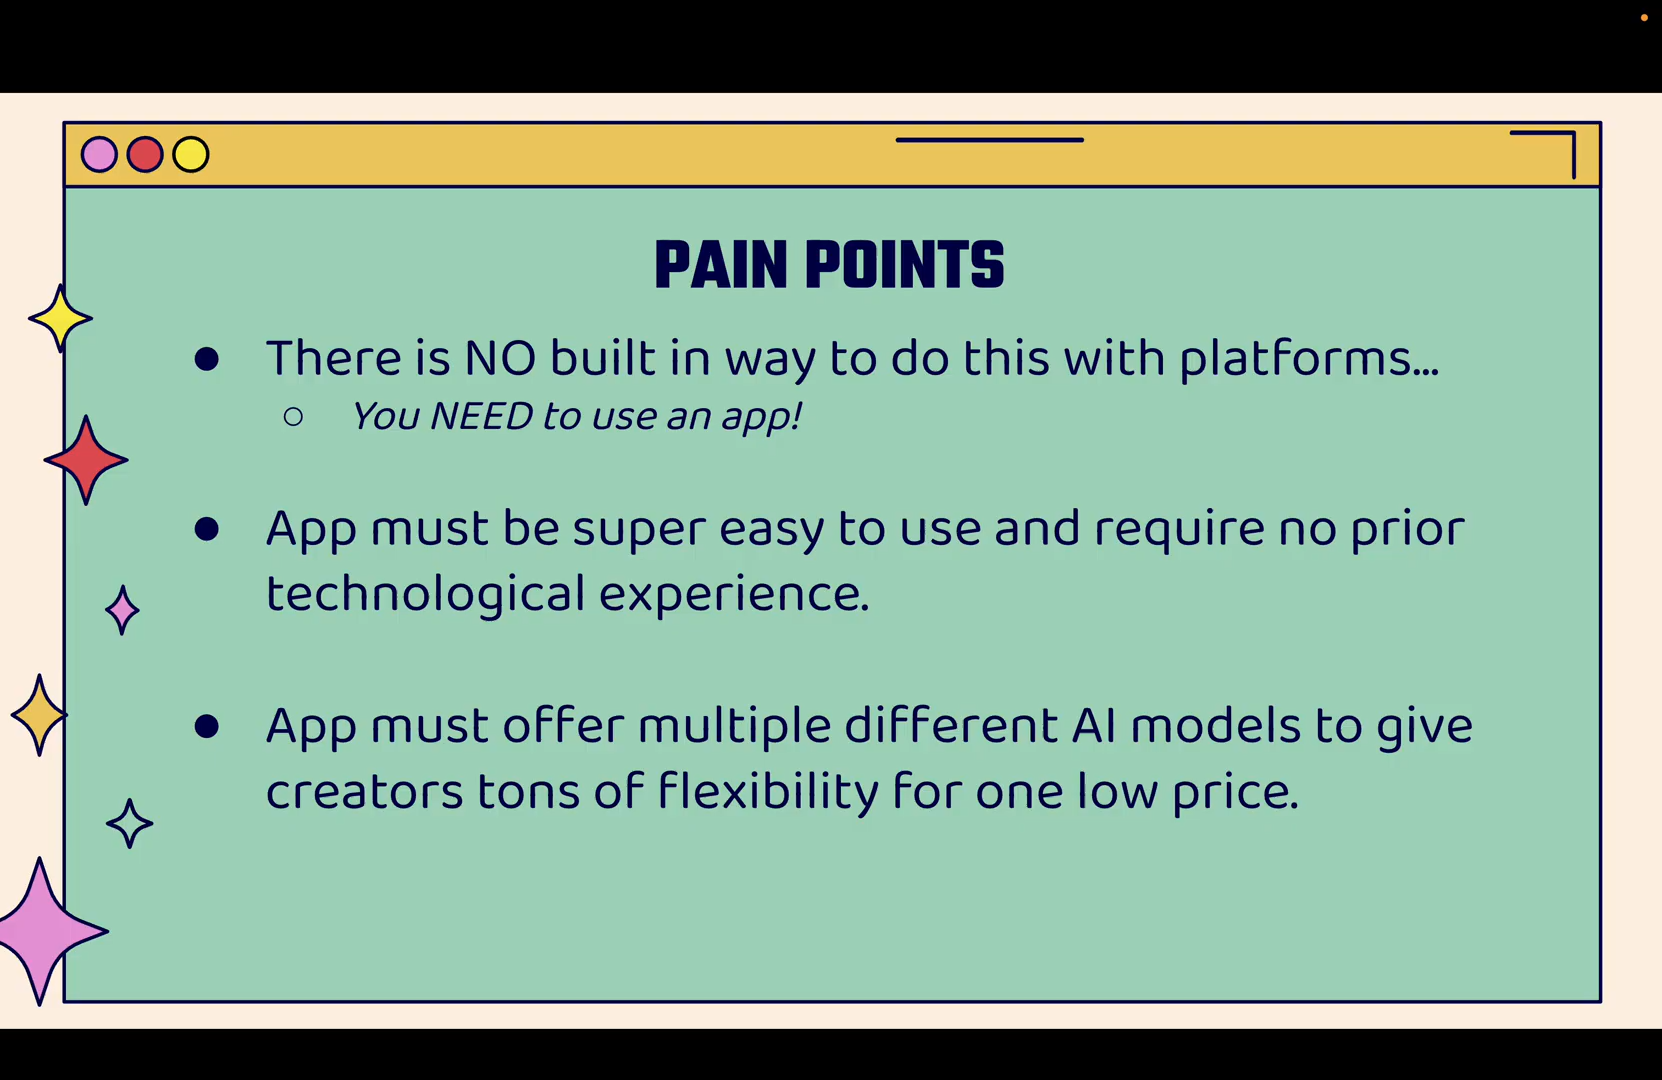 PAIN POINTS
● There is NO built in way to do this with platforms...
○ You NEED to use an app!
● App must be super easy to use and require no prior
technological experience.
● App must offer multiple different AI models to give
creators tons of flexibility for one low price.